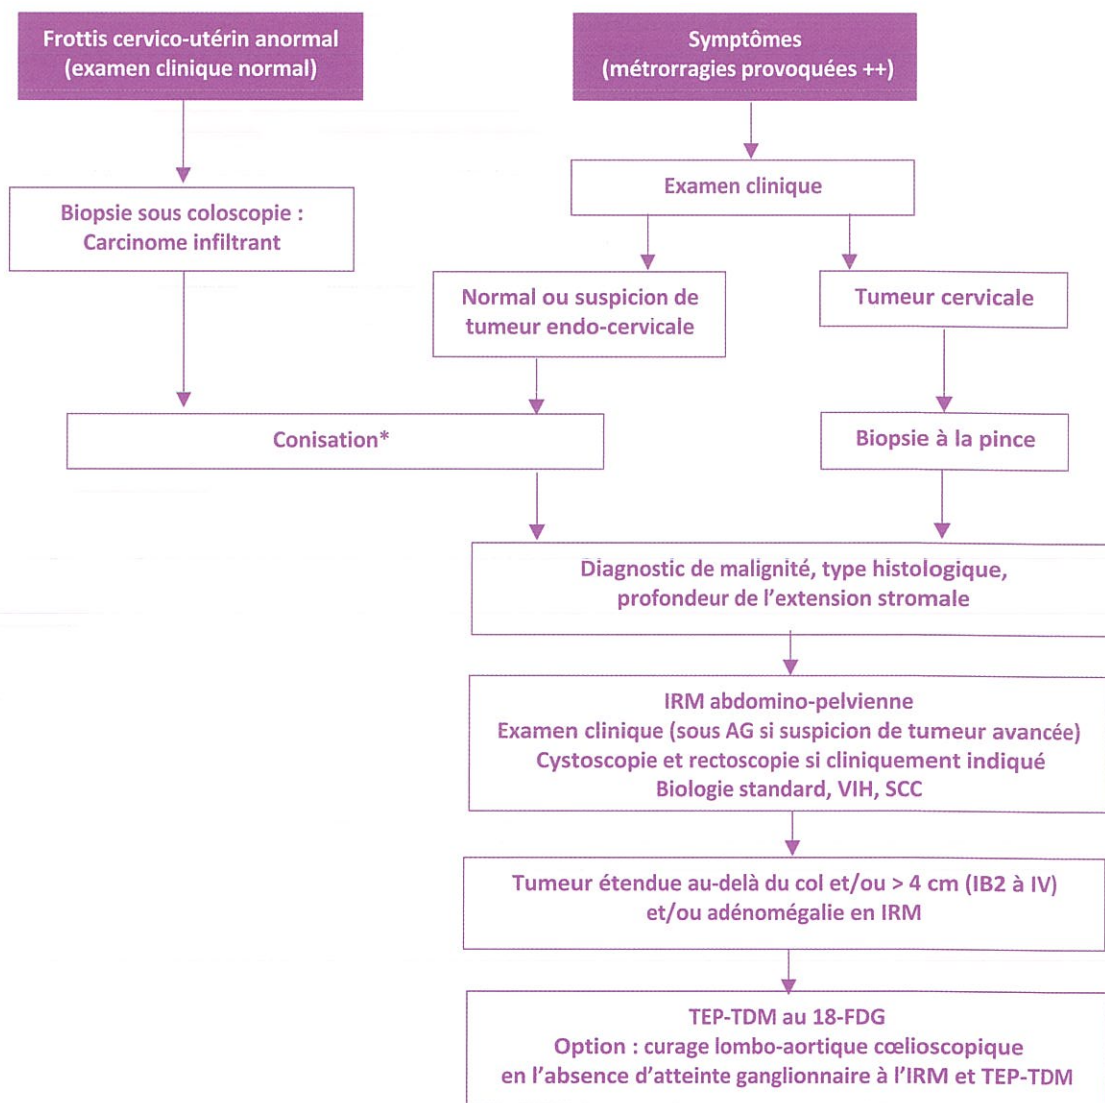 Frottis cervico-utérin anormal
(examen clinique normal)
Symptômes
(métrorragies provoquées ++)
Examen clinique
Biopsie sous coloscopie :
Carcinome infiltrant
Normal ou suspicion de
tumeur endo-cervicale
Tumeur cervicale
Conisation*
Biopsie à la pince
Diagnostic de malignité, type histologique,
profondeur de l'extension stromale
IRM abdomino-pelvienne
Examen clinique (sous AG si suspicion de tumeur avancée)
Cystoscopie et rectoscopie si cliniquement indiqué
Biologie standard, VIH, SCC
Tumeur étendue au-delà du col et/ou > 4 cm (IB2 à IV)
et/ou adénomégalie en IRM
TEP-TDM au 18-FDG
Option : curage lombo-aortique cœlioscopique
en l'absence d'atteinte ganglionnaire à l'IRM et TEP-TDM